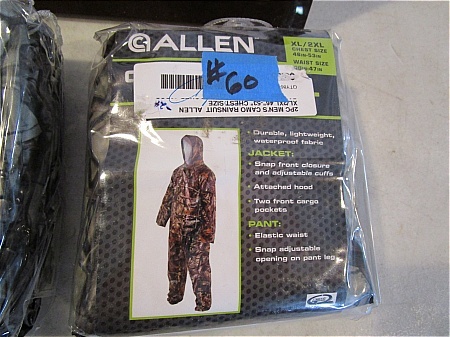 ALLEN
XL/2XL
CHEST SIZE
46in-53in
WAIST SIZE
#60
2PC MEN'S CAMO RAINSUIT ALLEN
XL/2XL 46"-53" CHEST-SIZE
• Durable, lightweight,
waterproof fabric
JACKET:
• Snap front closure
and adjustable cuffs
• Attached hood
• Two front cargo
pockets
PANT:
• Elastic waist
• Snap adjustable
opening on pant leg